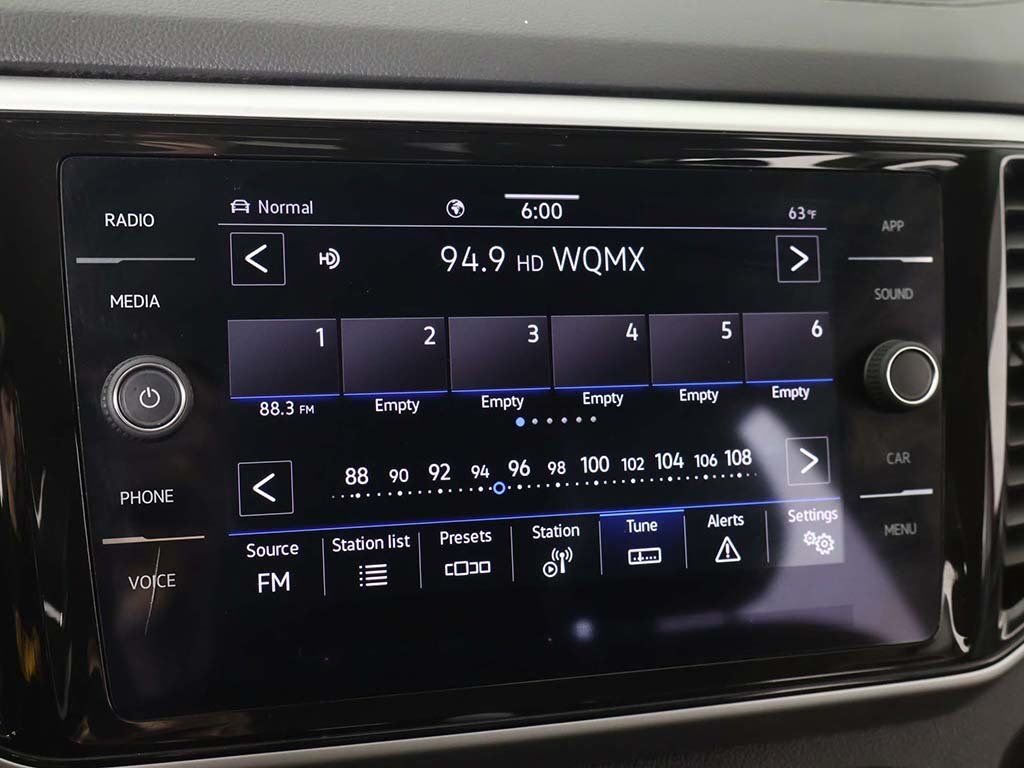 RADIO
MEDIA
PHONE
VOICE
Normal
6:00
63°F
HD
94.9 HD WQMX
1 2 3 4 5 6
88.3 FM Empty Empty Empty Empty Empty
88 90 92 94 96 98 100 102 104 106 108
Source Station list Presets Station Tune Alerts Settings
FM
APP
SOUND
CAR
MENU